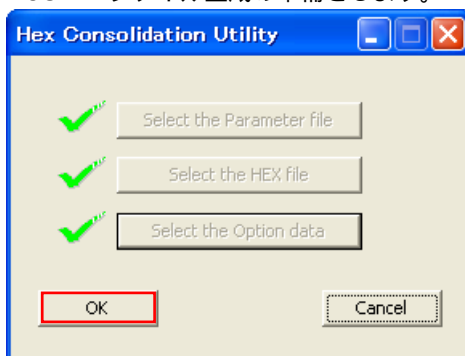 Hex Consolidation Utility
Select the Parameter file
Select the HEX file
Select the Option data
OK
Cancel